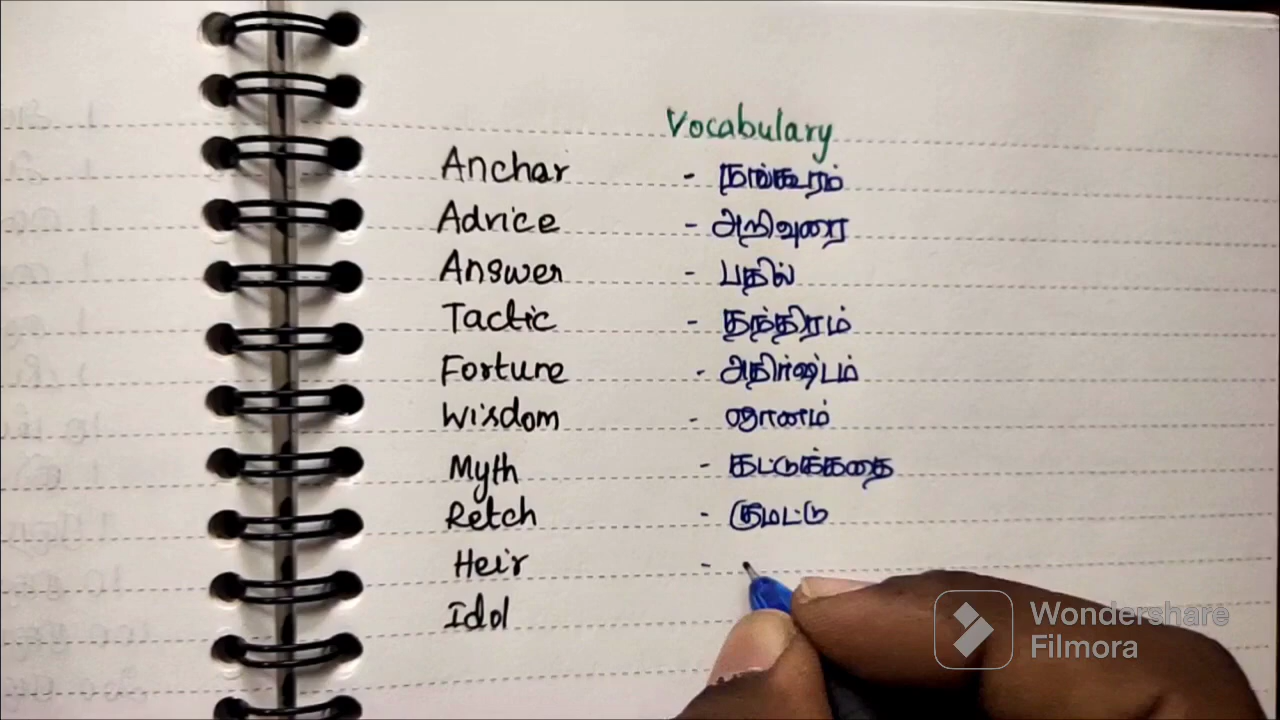 Vocabulary
Anchar - நங்கூரம்
Advice - அறிவுரை
Answer - பதில்
Tactic - தந்திரம்
Fortune - அதிர்ஷ்டம்
Wisdom - ஞானம்
Myth - கட்டுக்கதை
Retch - குமட்டு
Heir -
Idol
Wondershare
Filmora